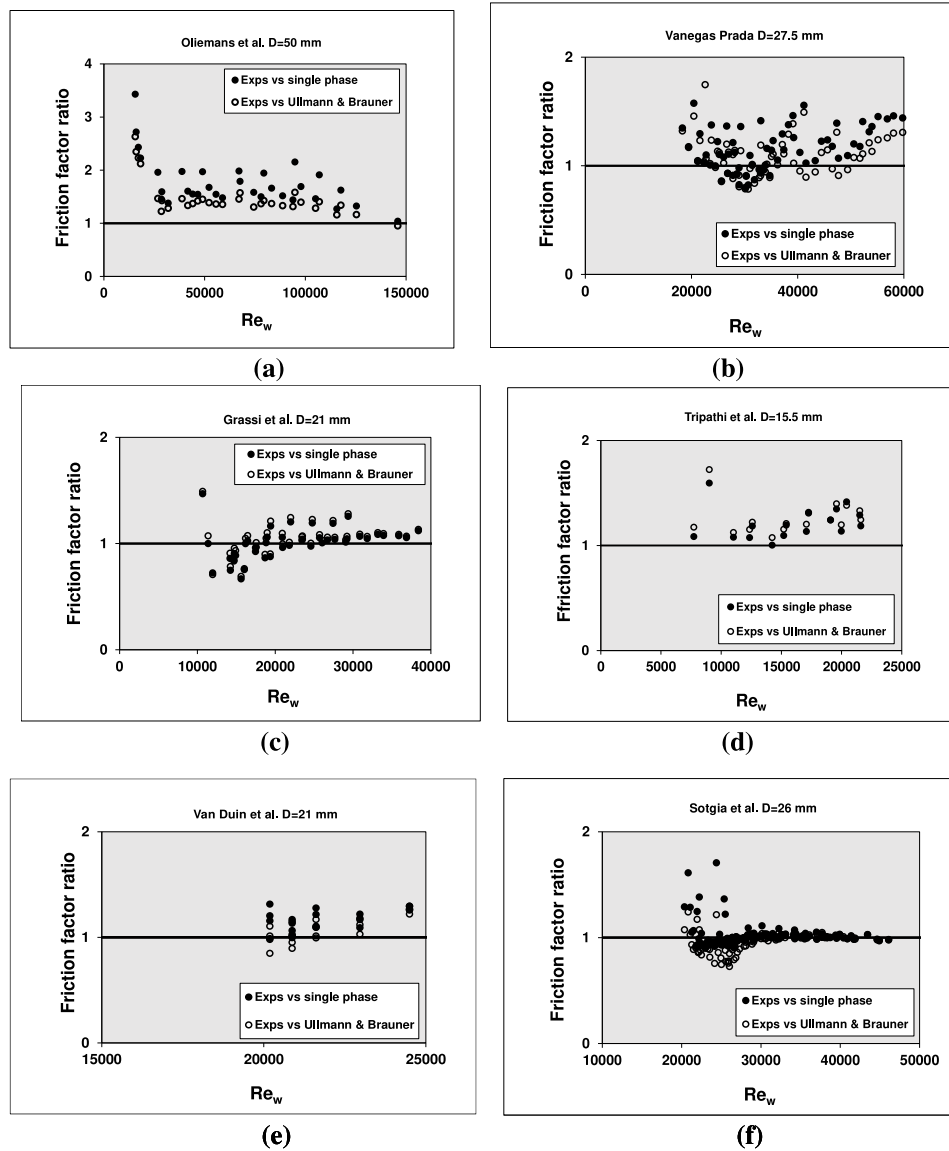 Oliemans et al. D=50 mm
Friction factor ratio
4
3
2
1
0
Exps vs single phase
Exps vs Ullmann & Brauner
0
50000
100000
150000
Rew
(a)
Vanegas Prada D=27.5 mm
Friction factor ratio
2
1
0
Exps vs single phase
Exps vs Ullmann & Brauner
0
20000
40000
60000
Rew
(b)
Grassi et al. D=21 mm
Friction factor ratio
2
1
0
Exps vs single phase
Exps vs Ullmann & Brauner
0
10000
20000
30000
40000
Rew
(c)
Tripathi et al. D=15.5 mm
Ffriction factor ratio
2
1
0
Exps vs single phase
Exps vs Ullmann & Brauner
0
5000
10000
15000
20000
25000
Rew
(d)
Van Duin et al. D=21 mm
Friction factor ratio
2
1
0
Exps vs single phase
Exps vs Ullmann & Brauner
15000
20000
25000
Rew
(e)
Sotgia et al. D=26 mm
Friction factor ratio
2
1
0
Exps vs single phase
Exps vs Ullmann & Brauner
10000
20000
30000
40000
50000
Rew
(f)